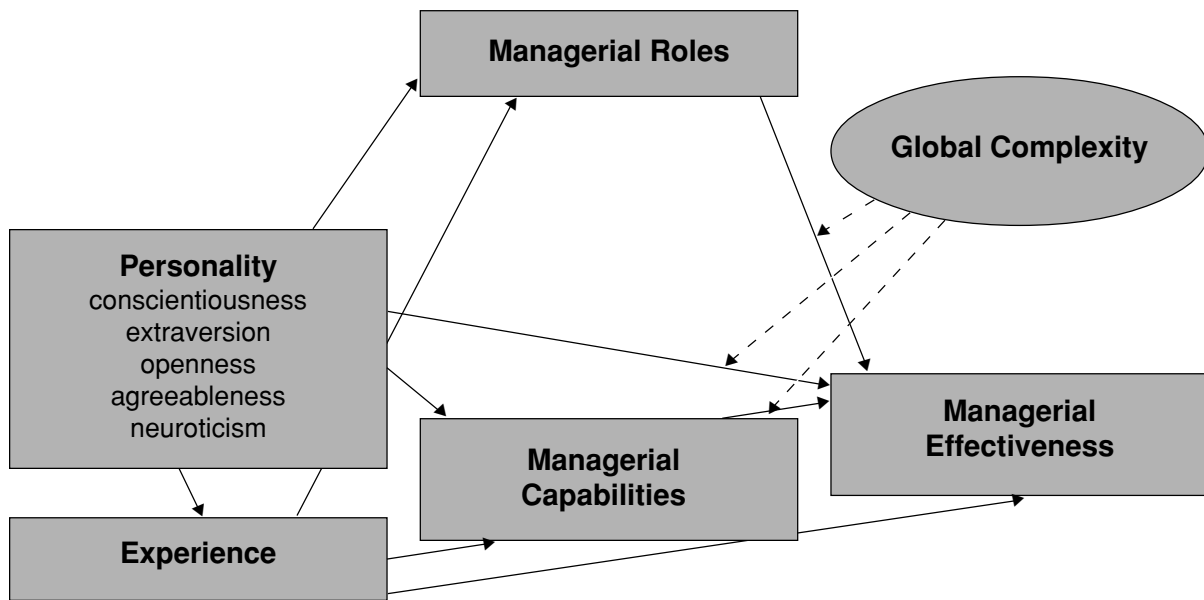 Managerial Roles
Global Complexity
Personality
conscientiousness
extraversion
openness
agreeableness
neuroticism
Managerial
Effectiveness
Managerial
Capabilities
Experience